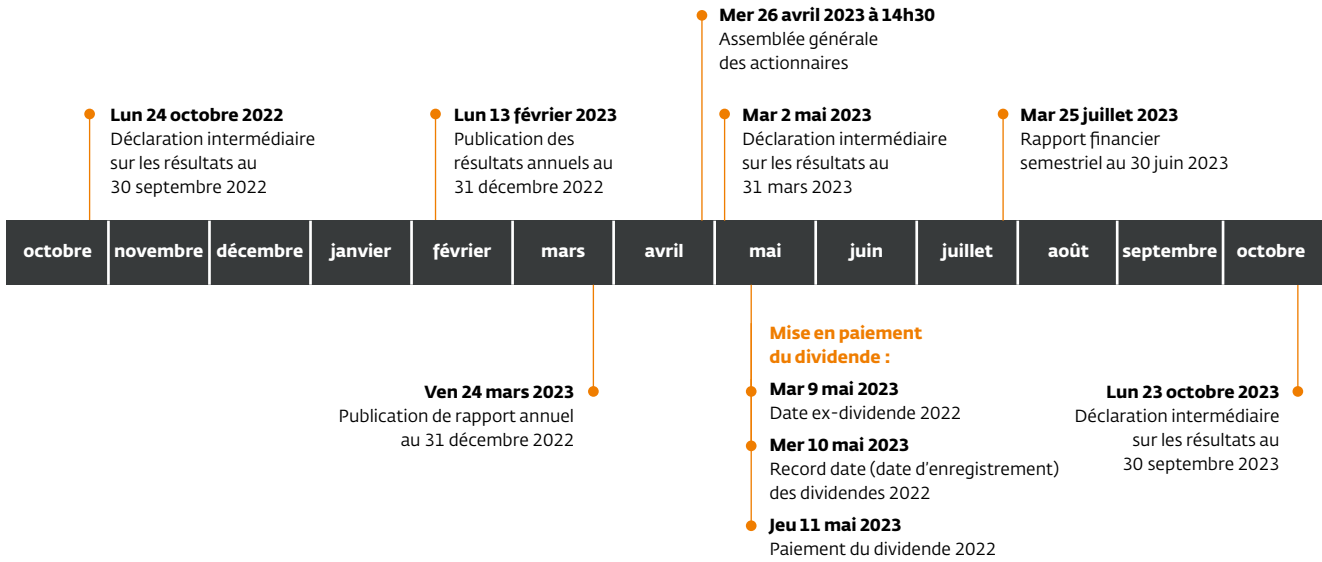 Mer 26 avril 2023 à 14h30
Assemblée générale
des actionnaires
Lun 24 octobre 2022
Déclaration intermédiaire
sur les résultats au
30 septembre 2022
Lun 13 février 2023
Publication des
résultats annuels au
31 décembre 2022
Mar 2 mai 2023
Déclaration intermédiaire
sur les résultats au
31 mars 2023
Mar 25 juillet 2023
Rapport financier
semestriel au 30 juin 2023
octobre novembre décembre janvier février mars avril mai juin juillet août septembre octobre
Ven 24 mars 2023
Publication de rapport annuel
au 31 décembre 2022
Mise en paiement
du dividende :
Mar 9 mai 2023
Date ex-dividende 2022
Mer 10 mai 2023
Record date (date d’enregistrement)
des dividendes 2022
Jeu 11 mai 2023
Paiement du dividende 2022
Lun 23 octobre 2023
Déclaration intermédiaire
sur les résultats au
30 septembre 2023